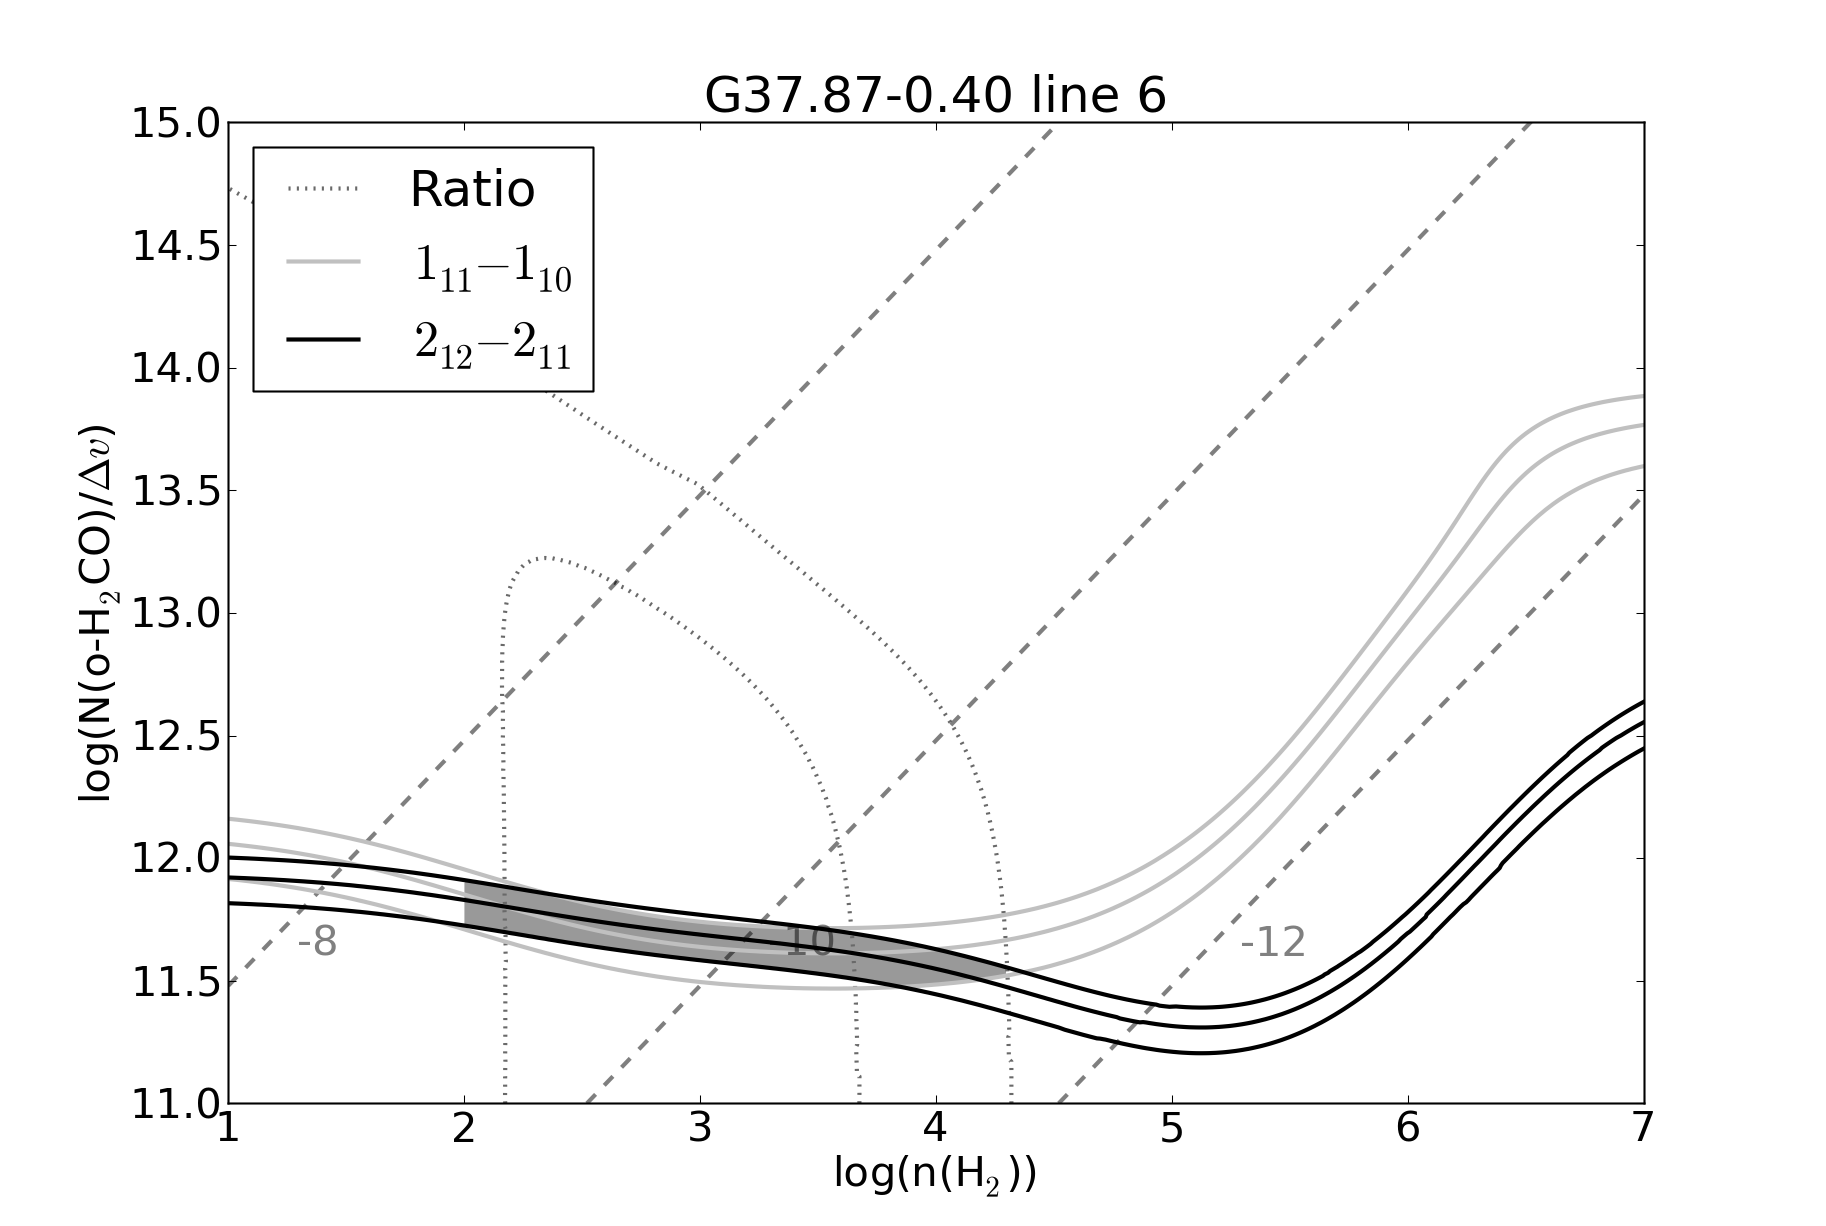 G37.87-0.40 line 6
15.0
14.5
14.0
13.5
13.0
12.5
12.0
11.5
11.0
log(N(o-H₂CO)/Δv)
Ratio
1₁₁−1₁₀
2₁₂−2₁₁
-8
10
-12
1 2 3 4 5 6 7
log(n(H₂))